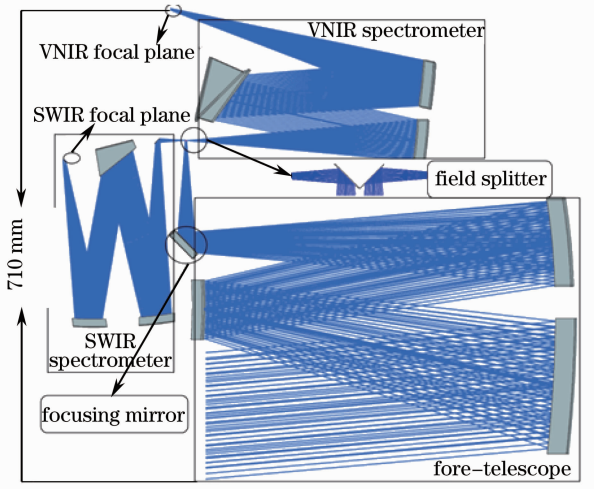 VNIR spectrometer
VNIR focal plane
SWIR focal plane
field splitter
710 mm
SWIR
spectrometer
focusing mirror
fore-telescope